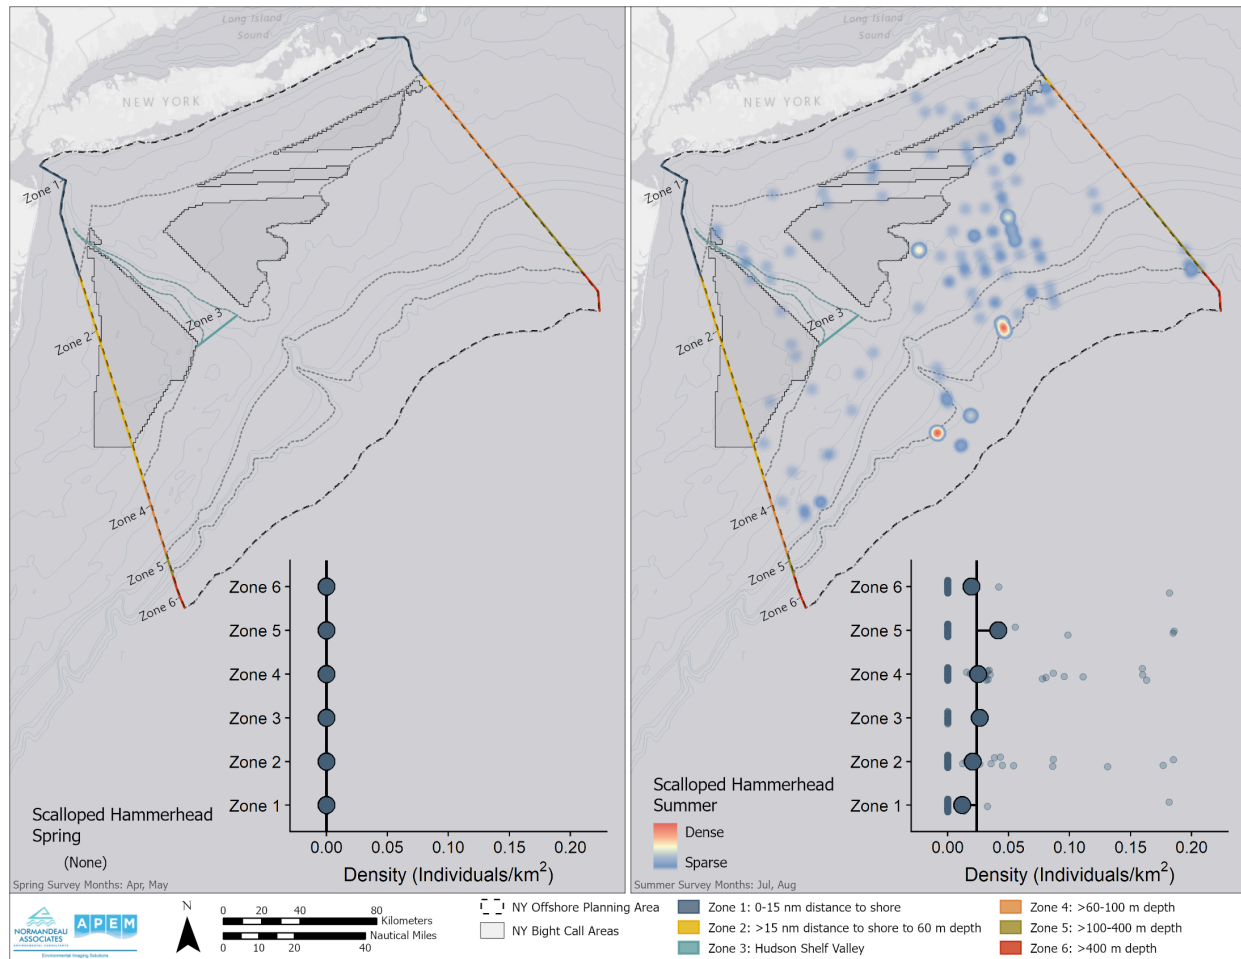 Long Island
Sound
NEW YORK
Zone 1
Zone 2
Zone 3
Zone 4
Zone 5
Zone 6
Zone 6
Zone 5
Zone 4
Zone 3
Zone 2
Zone 1
0.00 0.05 0.10 0.15 0.20
Density (Individuals/km²)
Scalloped Hammerhead
Spring
(None)
Spring Survey Months: Apr, May
Long Island
Sound
NEW YORK
Zone 1
Zone 2
Zone 3
Zone 4
Zone 5
Zone 6
Zone 6
Zone 5
Zone 4
Zone 3
Zone 2
Zone 1
0.00 0.05 0.10 0.15 0.20
Density (Individuals/km²)
Scalloped Hammerhead
Summer
Dense
Sparse
Summer Survey Months: Jul, Aug
NORMANDEAU
ASSOCIATES
ENVIRONMENTAL CONSULTANTS
APEM
Environmental Imaging Solutions
N
0 20 40 80
Kilometers
Nautical Miles
0 10 20 40
NY Offshore Planning Area
NY Bight Call Areas
Zone 1: 0-15 nm distance to shore
Zone 2: >15 nm distance to shore to 60 m depth
Zone 3: Hudson Shelf Valley
Zone 4: >60-100 m depth
Zone 5: >100-400 m depth
Zone 6: >400 m depth